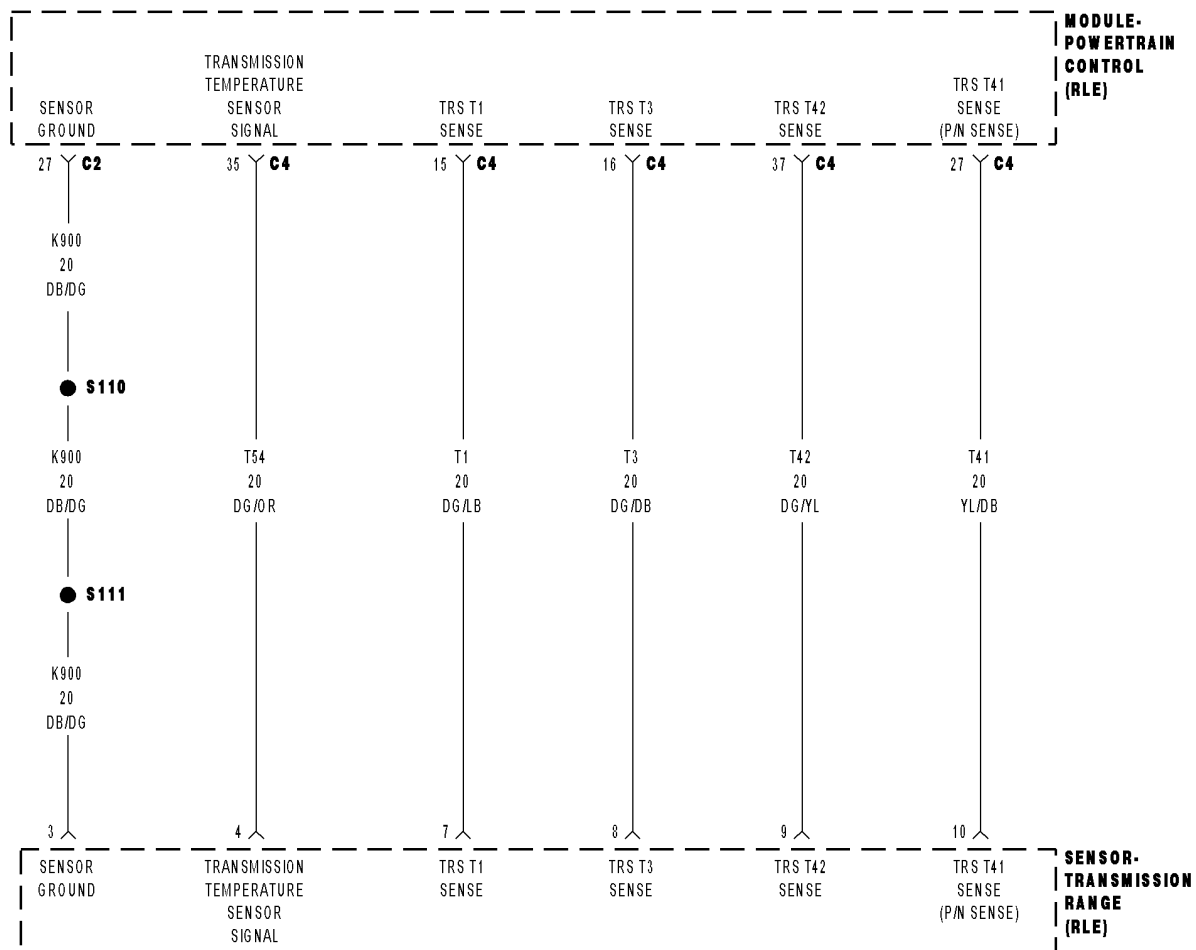 MODULE-
POWERTRAIN
CONTROL
(RLE)
SENSOR
GROUND
TRANSMISSION
TEMPERATURE
SENSOR
SIGNAL
TRS T1
SENSE
TRS T3
SENSE
TRS T42
SENSE
TRS T41
SENSE
(P/N SENSE)
27 C2
35 C4
15 C4
16 C4
37 C4
27 C4
K900
20
DB/DG
S110
K900
20
DB/DG
T54
20
DG/OR
T1
20
DG/LB
T3
20
DG/DB
T42
20
DG/YL
T41
20
YL/DB
S111
K900
20
DB/DG
3
4
7
8
9
10
SENSOR
GROUND
TRANSMISSION
TEMPERATURE
SENSOR
SIGNAL
TRS T1
SENSE
TRS T3
SENSE
TRS T42
SENSE
TRS T41
SENSE
(P/N SENSE)
SENSOR-
TRANSMISSION
RANGE
(RLE)